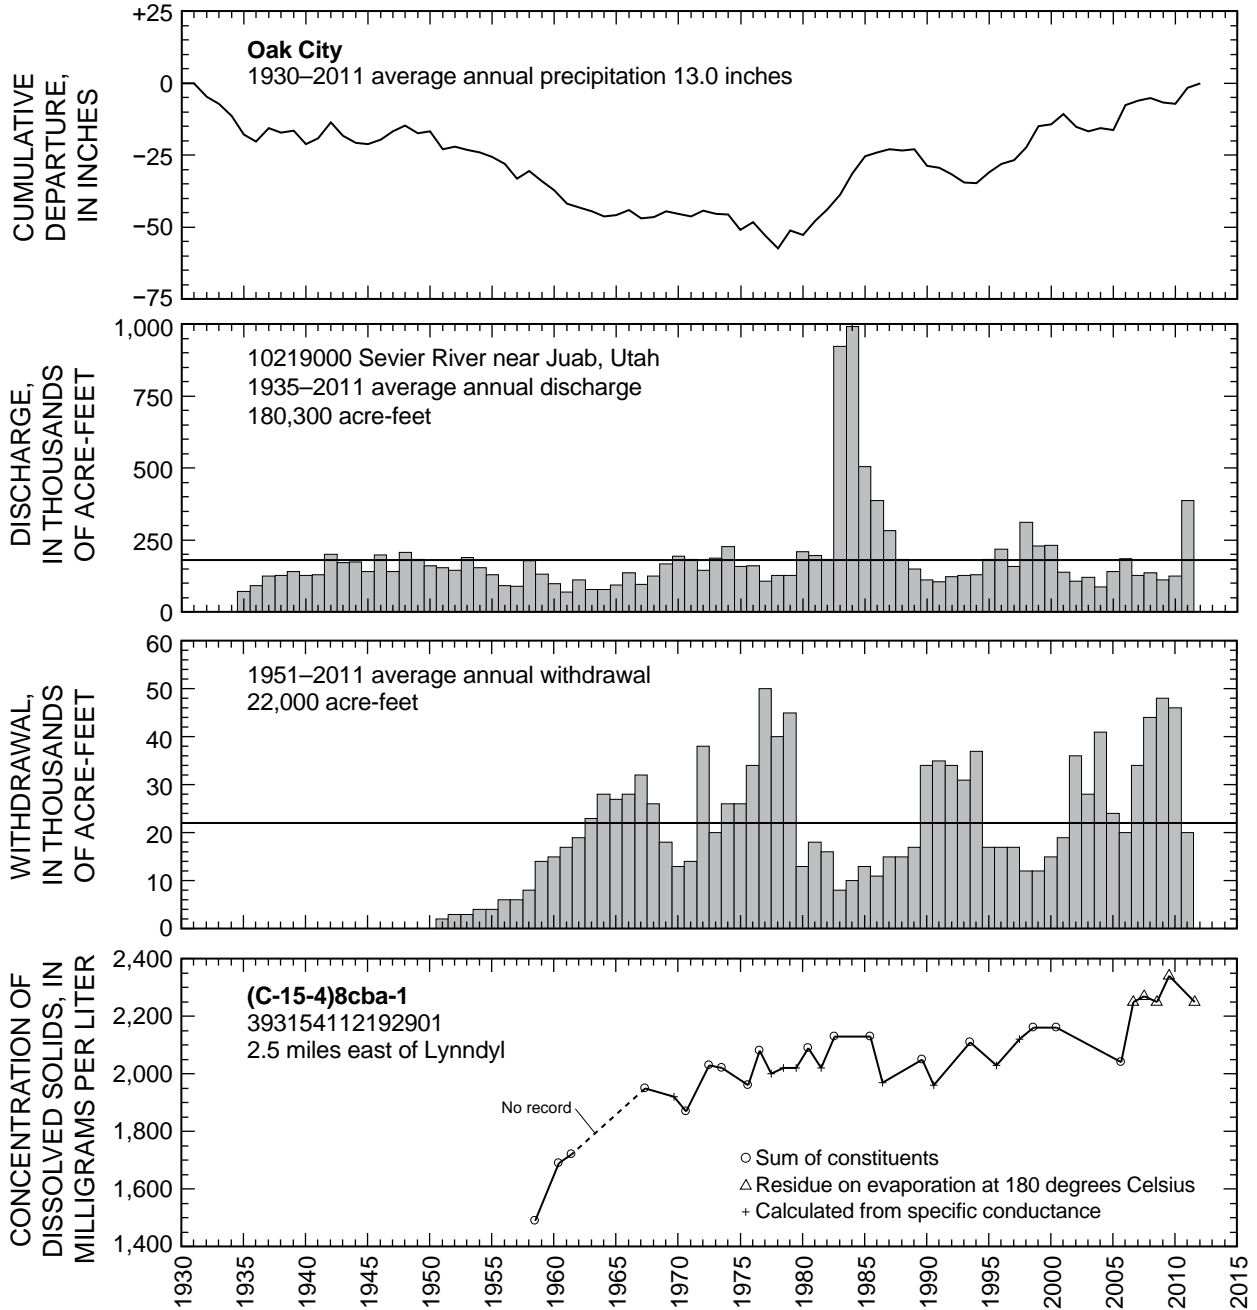 CUMULATIVE
DEPARTURE,
IN INCHES
+25
0
−25
−50
−75
Oak City
1930–2011 average annual precipitation 13.0 inches
DISCHARGE,
IN THOUSANDS
OF ACRE-FEET
1,000
750
500
250
0
10219000 Sevier River near Juab, Utah
1935–2011 average annual discharge
180,300 acre-feet
WITHDRAWAL,
IN THOUSANDS
OF ACRE-FEET
60
50
40
30
20
10
0
1951–2011 average annual withdrawal
22,000 acre-feet
CONCENTRATION OF
DISSOLVED SOLIDS, IN
MILLIGRAMS PER LITER
2,400
2,200
2,000
1,800
1,600
1,400
(C-15-4)8cba-1
393154112192901
2.5 miles east of Lynndyl
No record
Sum of constituents
Residue on evaporation at 180 degrees Celsius
Calculated from specific conductance
1930
1935
1940
1945
1950
1955
1960
1965
1970
1975
1980
1985
1990
1995
2000
2005
2010
2015